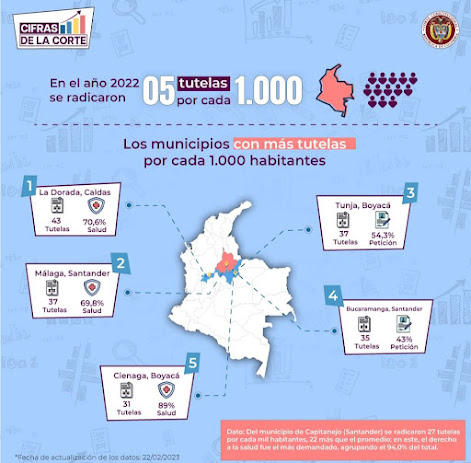 CIFRAS
DE LA CORTE
En el año 2022
se radicaron
05 tutelas
por cada
1.000
Los municipios con más tutelas
por cada 1.000 habitantes
1
La Dorada, Caldas
43
Tutelas
70,6%
Salud
2
Málaga, Santander
37
Tutelas
69,8%
Salud
3
Tunja, Boyacá
37
Tutelas
54,3%
Petición
4
Bucaramanga, Santander
35
Tutelas
43%
Petición
5
Cienaga, Boyacá
31
Tutelas
89%
Salud
Dato: Del municipio de Capitanejo (Santander) se radicaron 27 tutelas
por cada mil habitantes, 22 más que el promedio; en este, el derecho
a la salud fue el más demandado, agrupando el 94.0% del total.
*Fecha de actualización de los datos: 22/02/2023